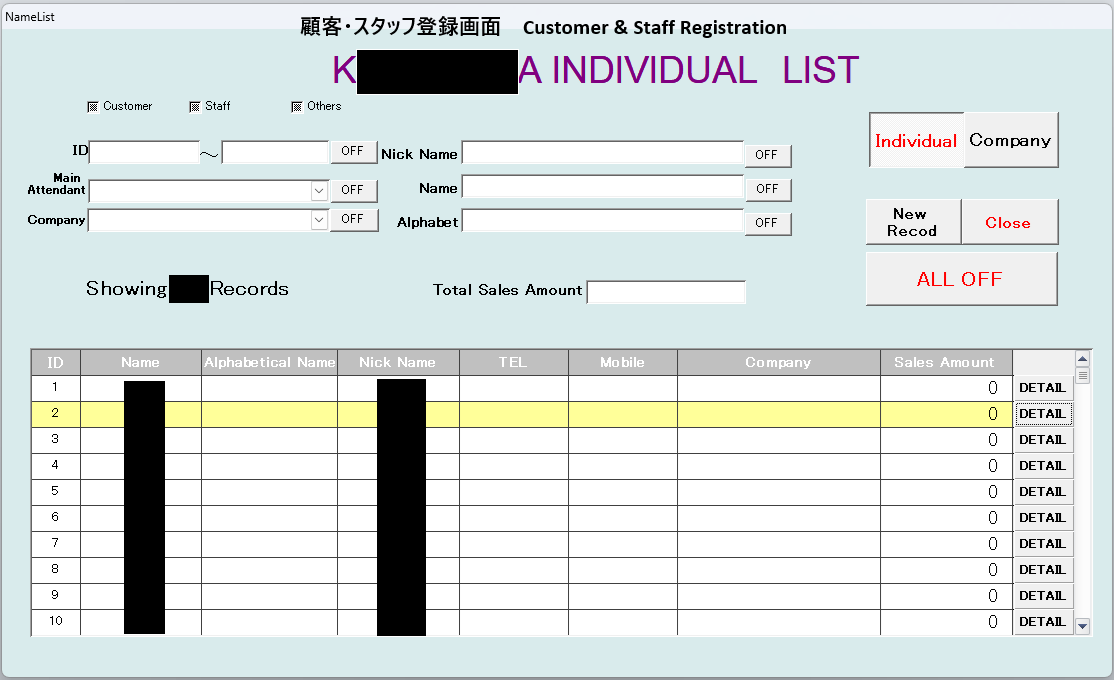 NameList
顧客・スタッフ登録画面 Customer & Staff Registration
K A INDIVIDUAL LIST
Customer Staff Others
ID ～ OFF Nick Name OFF
Main Attendant OFF Name OFF
Company OFF Alphabet OFF
Individual Company
New Recod Close
ALL OFF
Showing Records Total Sales Amount
ID Name Alphabetical Name Nick Name TEL Mobile Company Sales Amount
1 0 DETAIL
2 0 DETAIL
3 0 DETAIL
4 0 DETAIL
5 0 DETAIL
6 0 DETAIL
7 0 DETAIL
8 0 DETAIL
9 0 DETAIL
10 0 DETAIL